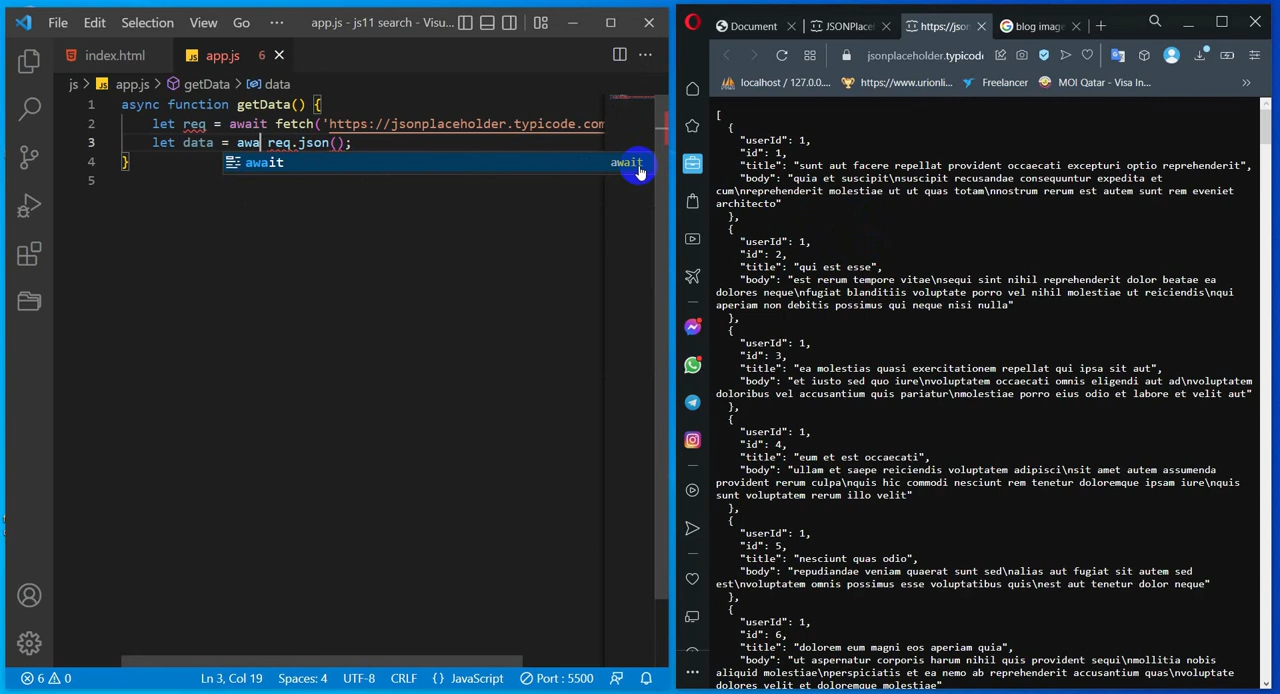 File Edit Selection View Go ··· app.js - js11 search - Visu...
index.html app.js 6
js > app.js > getData > data
1 async function getData() {
2 let req = await fetch('https://jsonplaceholder.typicode.com
3 let data = awa req.json();
await await
4 }
5
6 0 Ln 3, Col 19 Spaces: 4 UTF-8 CRLF {} JavaScript Port : 5500
Document JSONPlace https://json blog image
jsonplaceholder.typicod
localhost / 127.0.... https://www.urionli... Freelancer MOI Qatar - Visa In...
[
{
"userId": 1,
"id": 1,
"title": "sunt aut facere repellat provident occaecati excepturi optio reprehenderit",
"body": "quia et suscipit\nsuscipit recusandae consequuntur expedita et
cum\nreprehenderit molestiae ut ut quas totam\nnostrum rerum est autem sunt rem eveniet
architecto"
},
{
"userId": 1,
"id": 2,
"title": "qui est esse",
"body": "est rerum tempore vitae\nsequi sint nihil reprehenderit dolor beatae ea
dolores neque\nfugiat blanditiis voluptate porro vel nihil molestiae ut reiciendis\nqui
aperiam non debitis possimus qui neque nisi nulla"
},
{
"userId": 1,
"id": 3,
"title": "ea molestias quasi exercitationem repellat qui ipsa sit aut",
"body": "et iusto sed quo iure\nvoluptatem occaecati omnis eligendi aut ad\nvoluptatem
doloribus vel accusantium quis pariatur\nmolestiae porro eius odio et labore et velit aut"
},
{
"userId": 1,
"id": 4,
"title": "eum et est occaecati",
"body": "ullam et saepe reiciendis voluptatem adipisci\nsit amet autem assumenda
provident rerum culpa\nquis hic commodi nesciunt rem tenetur doloremque ipsam iure\nquis
sunt voluptatem rerum illo velit"
},
{
"userId": 1,
"id": 5,
"title": "nesciunt quas odio",
"body": "repudiandae veniam quaerat sunt sed\nalias aut fugiat sit autem sed
est\nvoluptatem omnis possimus esse voluptatibus quis\nest aut tenetur dolor neque"
},
{
"userId": 1,
"id": 6,
"title": "dolorem eum magni eos aperiam quia",
"body": "ut aspernatur corporis harum nihil quis provident sequi\nmollitia nobis
aliquid molestiae\nperspiciatis et ea nemo ab reprehenderit accusantium quas\nvoluptate
dolores velit et doloremque molestiae"